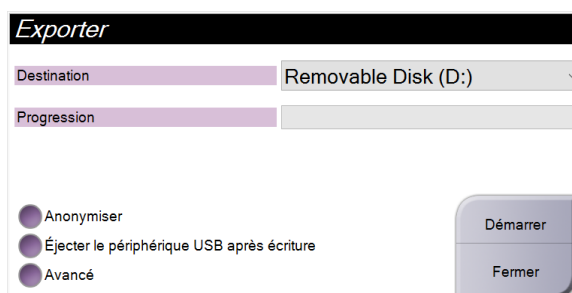 Exporter
Destination
Removable Disk (D:)
Progression
Anonymiser
Éjecter le périphérique USB après écriture
Avancé
Démarrer
Fermer